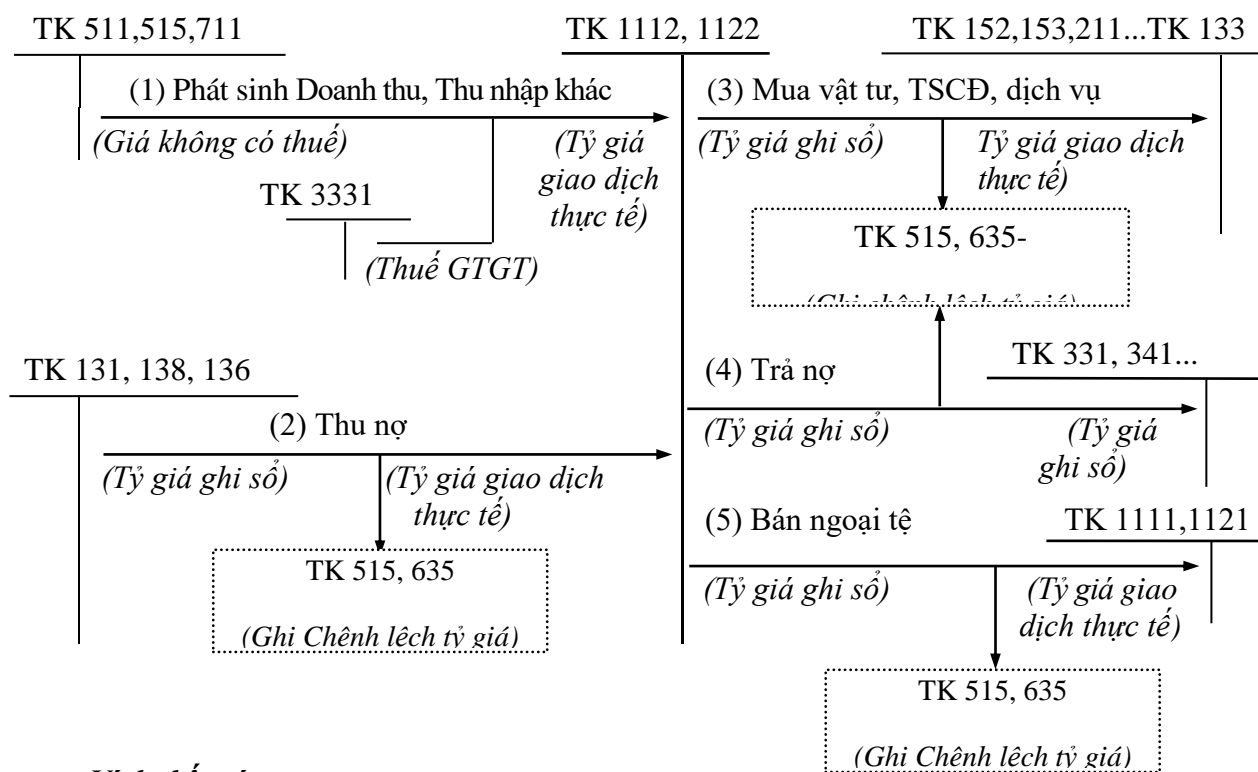 TK 511,515,711
TK 1112, 1122
TK 152,153,211...TK 133
(1) Phát sinh Doanh thu, Thu nhập khác
(Giá không có thuế)
(Tỷ giá
giao dịch
thực tế)
TK 3331
(Thuế GTGT)
(3) Mua vật tư, TSCĐ, dịch vụ
(Tỷ giá ghi sổ)
Tỷ giá giao dịch
thực tế)
TK 515, 635-
(Ghi chênh lệch tỷ giá)
TK 131, 138, 136
(2) Thu nợ
(Tỷ giá ghi sổ)
(Tỷ giá giao dịch
thực tế)
TK 515, 635
(Ghi Chênh lệch tỷ giá)
(4) Trả nợ
TK 331, 341...
(Tỷ giá ghi sổ)
(Tỷ giá
ghi sổ)
(5) Bán ngoại tệ
TK 1111,1121
(Tỷ giá ghi sổ)
(Tỷ giá giao
dịch thực tế)
TK 515, 635
(Ghi Chênh lệch tỷ giá)